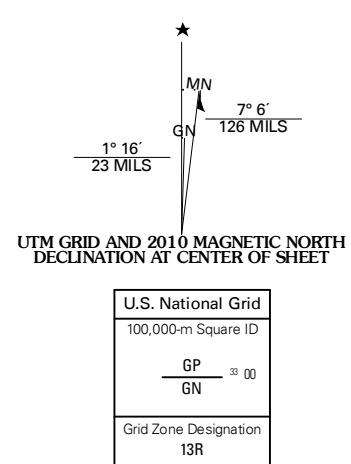 MN
7° 6´
126 MILS
GN
1° 16´
23 MILS
UTM GRID AND 2010 MAGNETIC NORTH
DECLINATION AT CENTER OF SHEET
U.S. National Grid
100,000-m Square ID
GP
33 00
GN
Grid Zone Designation
13R